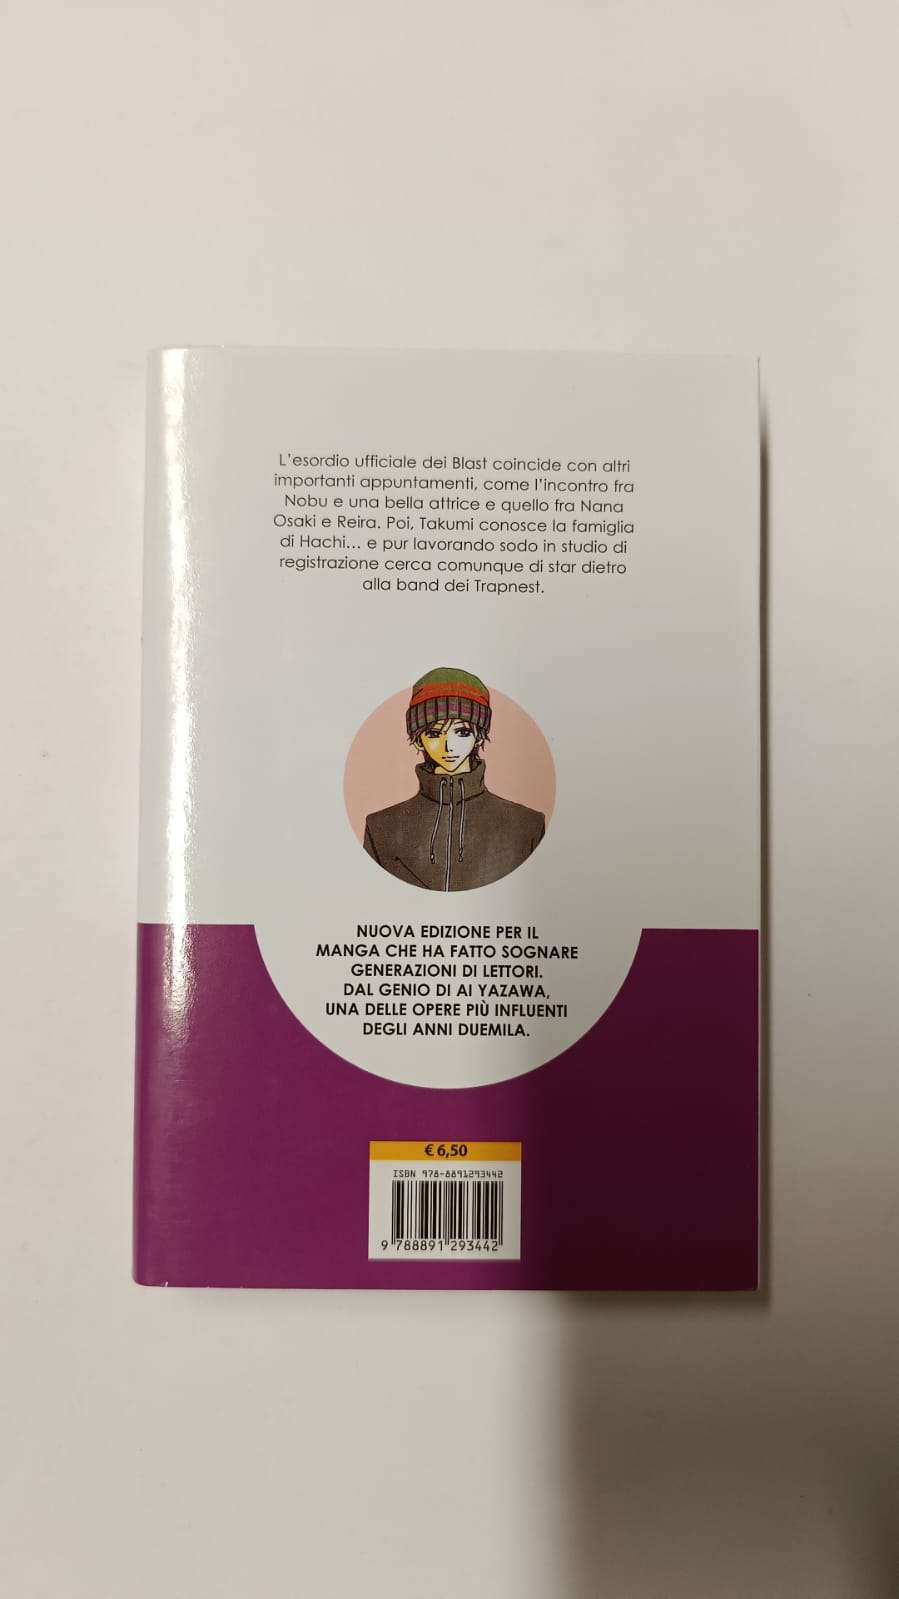 L'esordio ufficiale dei Blast coincide con altri
importanti appuntamenti, come l'incontro fra
Nobu e una bella attrice e quello fra Nana
Osaki e Reira. Poi, Takumi conosce la famiglia
di Hachi... e pur lavorando sodo in studio di
registrazione cerca comunque di star dietro
alla band dei Trapnest.
NUOVA EDIZIONE PER IL
MANGA CHE HA FATTO SOGNARE
GENERAZIONI DI LETTORI.
DAL GENIO DI AI YAZAWA,
UNA DELLE OPERE PIÙ INFLUENTI
DEGLI ANNI DUEMILA.
€ 6,50
ISBN 978-8891293442
9 788891 293442